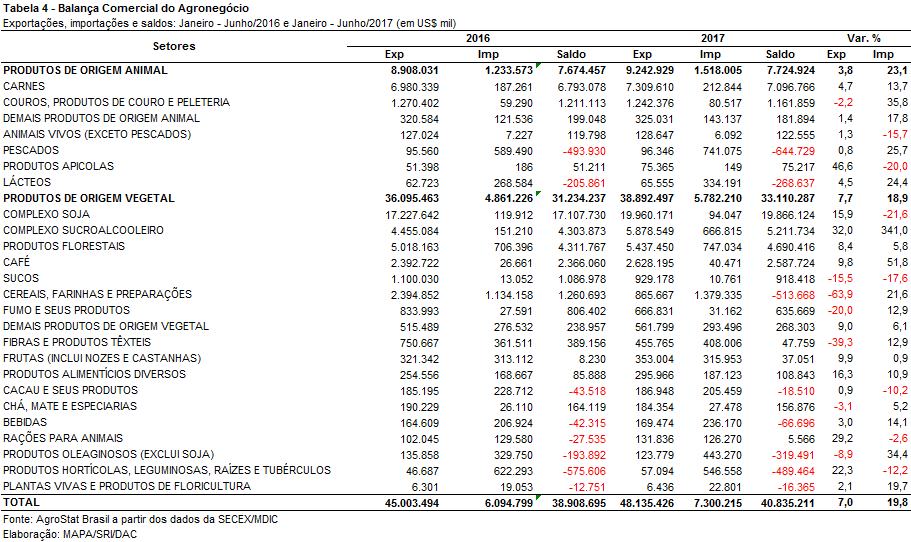 Tabela 4 - Balança Comercial do Agronegócio
Exportações, importações e saldos: Janeiro - Junho/2016 e Janeiro - Junho/2017 (em US$ mil)
Setores 2016 2017 Var. %
Exp Imp Saldo Exp Imp Saldo Exp Imp
PRODUTOS DE ORIGEM ANIMAL 8.908.031 1.233.573 7.674.457 9.242.929 1.518.005 7.724.924 3,8 23,1
CARNES 6.980.339 187.261 6.793.078 7.309.610 212.844 7.096.766 4,7 13,7
COUROS, PRODUTOS DE COURO E PELETERIA 1.270.402 59.290 1.211.113 1.242.376 80.517 1.161.859 -2,2 35,8
DEMAIS PRODUTOS DE ORIGEM ANIMAL 320.584 121.536 199.048 325.031 143.137 181.894 1,4 17,8
ANIMAIS VIVOS (EXCETO PESCADOS) 127.024 7.227 119.798 128.647 6.092 122.555 1,3 -15,7
PESCADOS 95.560 589.490 -493.930 96.346 741.075 -644.729 0,8 25,7
PRODUTOS APICOLAS 51.398 186 51.211 75.365 149 75.217 46,6 -20,0
LÁCTEOS 62.723 268.584 -205.861 65.555 334.191 -268.637 4,5 24,4
PRODUTOS DE ORIGEM VEGETAL 36.095.463 4.861.226 31.234.237 38.892.497 5.782.210 33.110.287 7,7 18,9
COMPLEXO SOJA 17.227.642 119.912 17.107.730 19.960.171 94.047 19.866.124 15,9 -21,6
COMPLEXO SUCROALCOOLEIRO 4.455.084 151.210 4.303.873 5.878.549 666.815 5.211.734 32,0 341,0
PRODUTOS FLORESTAIS 5.018.163 706.396 4.311.767 5.437.450 747.034 4.690.416 8,4 5,8
CAFÉ 2.392.722 26.661 2.366.060 2.628.195 40.471 2.587.724 9,8 51,8
SUCOS 1.100.030 13.052 1.086.978 929.178 10.761 918.418 -15,5 -17,6
CEREAIS, FARINHAS E PREPARAÇÕES 2.394.852 1.134.158 1.260.693 865.667 1.379.335 -513.668 -63,9 21,6
FUMO E SEUS PRODUTOS 833.993 27.591 806.402 666.831 31.162 635.669 -20,0 12,9
DEMAIS PRODUTOS DE ORIGEM VEGETAL 515.489 276.532 238.957 561.799 293.496 268.303 9,0 6,1
FIBRAS E PRODUTOS TÊXTEIS 750.667 361.511 389.156 455.765 408.006 47.759 -39,3 12,9
FRUTAS (INCLUI NOZES E CASTANHAS) 321.342 313.112 8.230 353.004 315.953 37.051 9,9 0,9
PRODUTOS ALIMENTÍCIOS DIVERSOS 254.556 168.667 85.888 295.966 187.123 108.843 16,3 10,9
CACAU E SEUS PRODUTOS 185.195 228.712 -43.518 186.948 205.459 -18.510 0,9 -10,2
CHÁ, MATE E ESPECIARIAS 190.229 26.110 164.119 184.354 27.478 156.876 -3,1 5,2
BEBIDAS 164.609 206.924 -42.315 169.474 236.170 -66.696 3,0 14,1
RAÇÕES PARA ANIMAIS 102.045 129.580 -27.535 131.836 126.270 5.566 29,2 -2,6
PRODUTOS OLEAGINOSOS (EXCLUI SOJA) 135.858 329.750 -193.892 123.779 443.270 -319.491 -8,9 34,4
PRODUTOS HORTÍCOLAS, LEGUMINOSAS, RAÍZES E TUBÉRCULOS 46.687 622.293 -575.606 57.094 546.558 -489.464 22,3 -12,2
PLANTAS VIVAS E PRODUTOS DE FLORICULTURA 6.301 19.053 -12.751 6.436 22.801 -16.365 2,1 19,7
TOTAL 45.003.494 6.094.799 38.908.695 48.135.426 7.300.215 40.835.211 7,0 19,8
Fonte: AgroStat Brasil a partir dos dados da SECEX/MDIC
Elaboração: MAPA/SRI/DAC